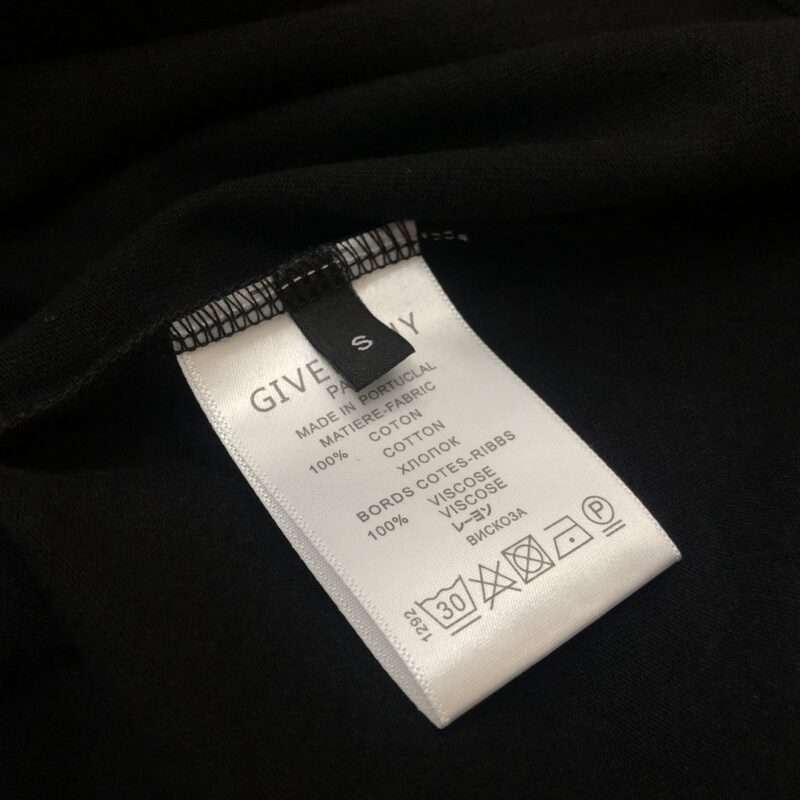 S
GIVE
MADE IN PORTUCLAL
MATIERE-FABRIC
100% COTON
COTTON
ХЛОПОК
BORDS COTES-RIBBS
100% VISCOSE
VISCOSE
レーヨン
ВИСКОЗА
1292 30 P